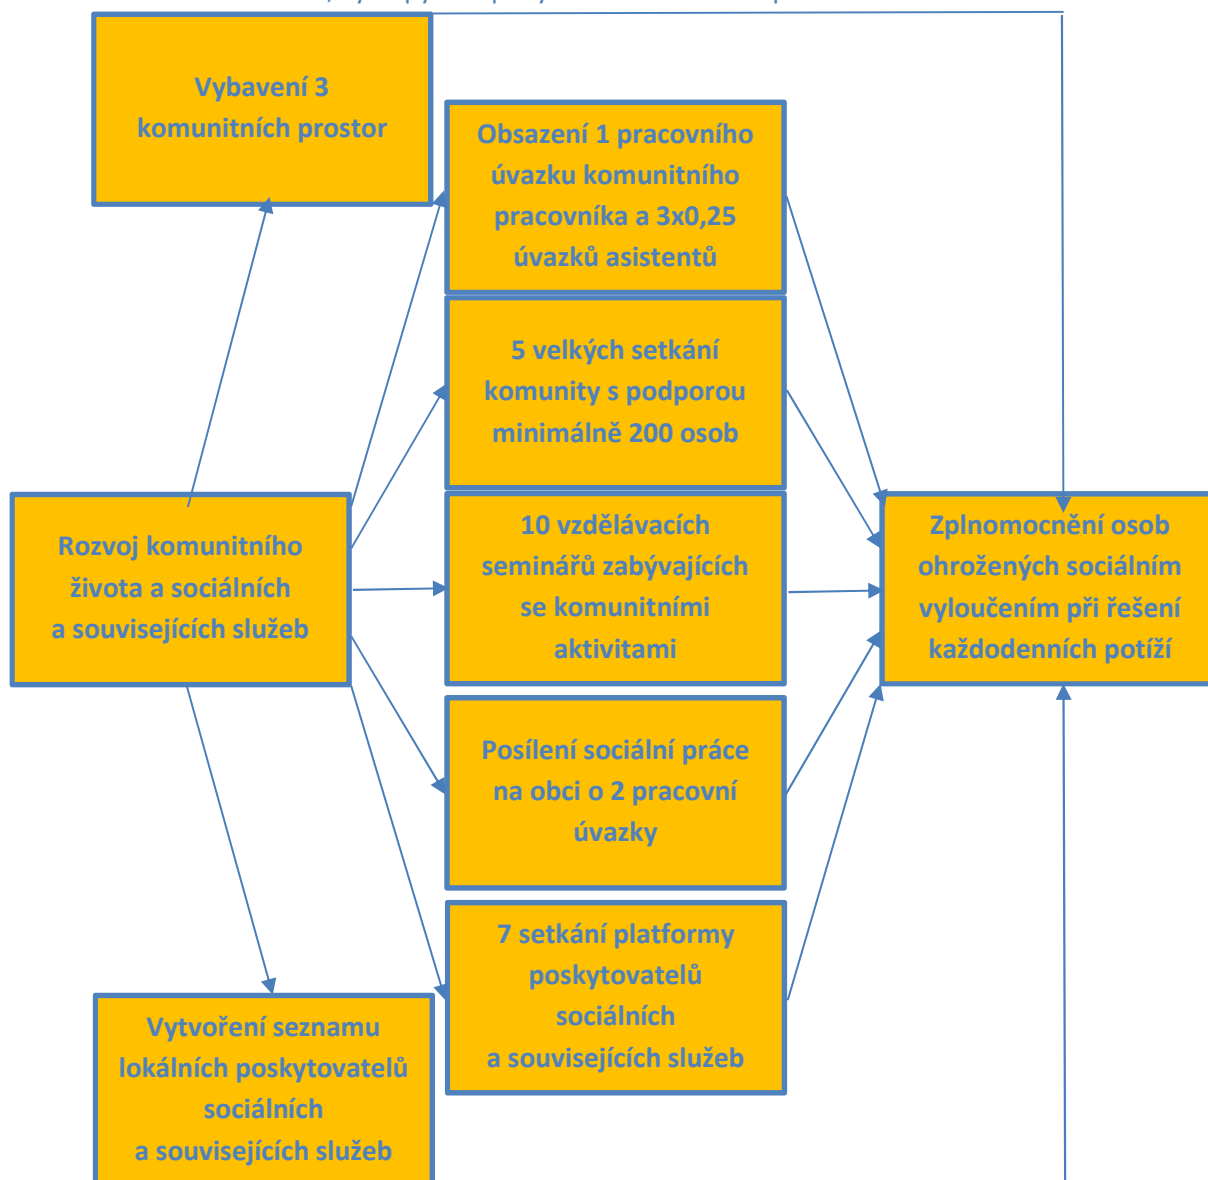 Vybavení 3
komunitních prostor
Obsazení 1 pracovního
úvazku komunitního
pracovníka a 3x0,25
úvazků asistentů
5 velkých setkání
komunity s podporou
minimálně 200 osob
Rozvoj komunitního
života a sociálních
a souvisejících služeb
10 vzdělávacích
seminářů zabývajících
se komunitními
aktivitami
Zplnomocnění osob
ohrožených sociálním
vyloučením při řešení
každodenních potíží
Posílení sociální práce
na obci o 2 pracovní
úvazky
7 setkání platformy
poskytovatelů
sociálních
a souvisejících služeb
Vytvoření seznamu
lokálních poskytovatelů
sociálních
a souvisejících služeb